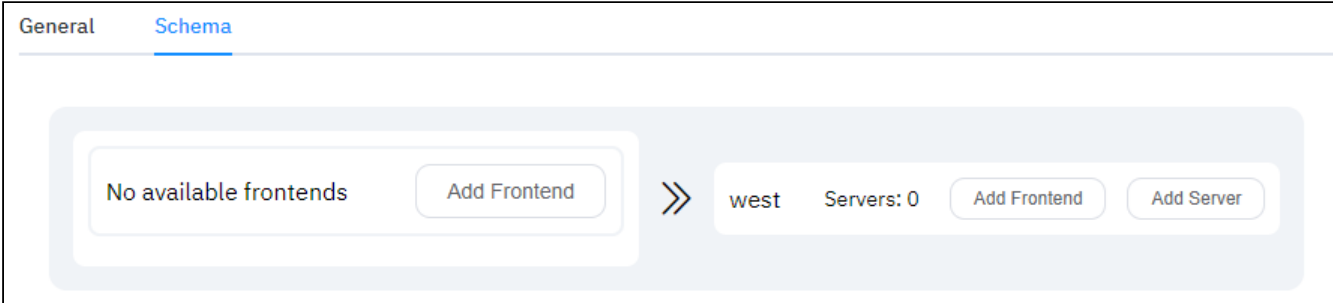 General Schema
No available frontends Add Frontend west Servers: 0 Add Frontend Add Server